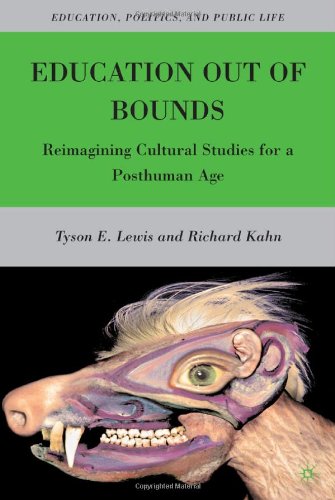 EDUCATION, POLITICS, AND PUBLIC LIFE
EDUCATION OUT OF
BOUNDS
Reimagining Cultural Studies for a
Posthuman Age
Tyson E. Lewis and Richard Kahn